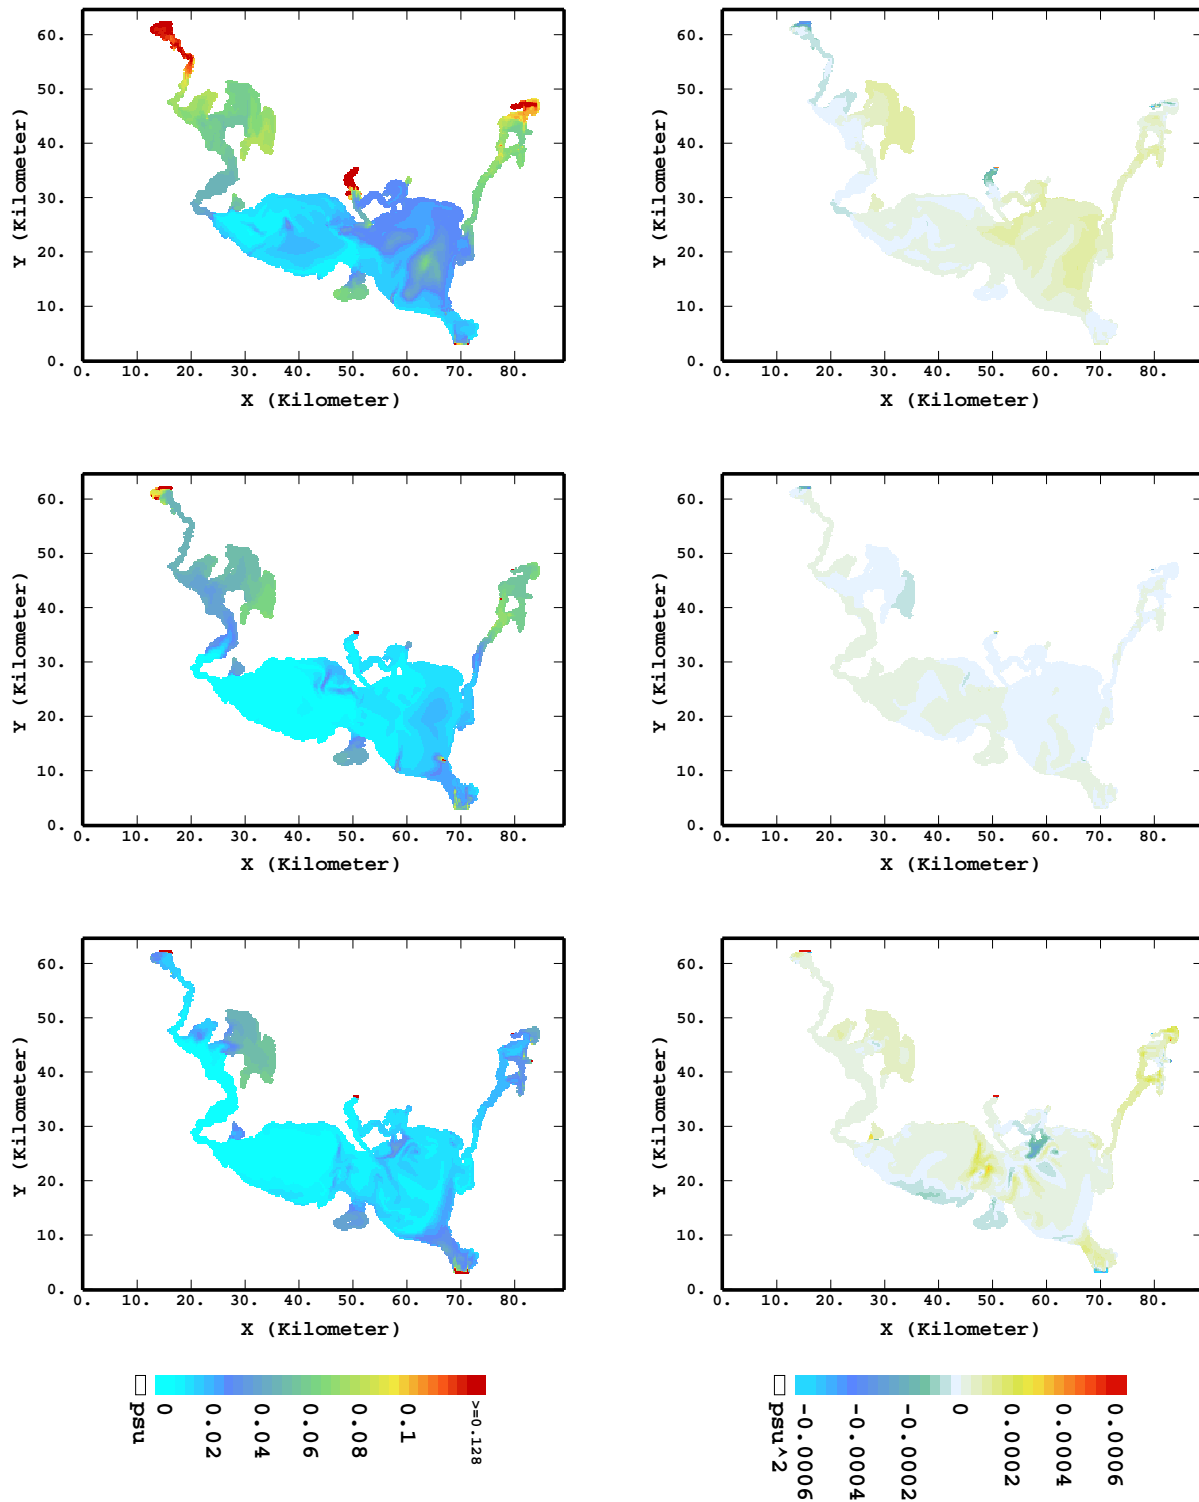 60.
50.
40.
30.
20.
10.
0.
Y (Kilometer)
0. 10. 20. 30. 40. 50. 60. 70. 80.
X (Kilometer)
60.
50.
40.
30.
20.
10.
0.
Y (Kilometer)
0. 10. 20. 30. 40. 50. 60. 70. 80.
X (Kilometer)
60.
50.
40.
30.
20.
10.
0.
Y (Kilometer)
0. 10. 20. 30. 40. 50. 60. 70. 80.
X (Kilometer)
60.
50.
40.
30.
20.
10.
0.
Y (Kilometer)
0. 10. 20. 30. 40. 50. 60. 70. 80.
X (Kilometer)
60.
50.
40.
30.
20.
10.
0.
Y (Kilometer)
0. 10. 20. 30. 40. 50. 60. 70. 80.
X (Kilometer)
60.
50.
40.
30.
20.
10.
0.
Y (Kilometer)
0. 10. 20. 30. 40. 50. 60. 70. 80.
X (Kilometer)
psu
0
0.02
0.04
0.06
0.08
0.1
>=0.128
psu^2
-0.0006
-0.0004
-0.0002
0
0.0002
0.0004
0.0006